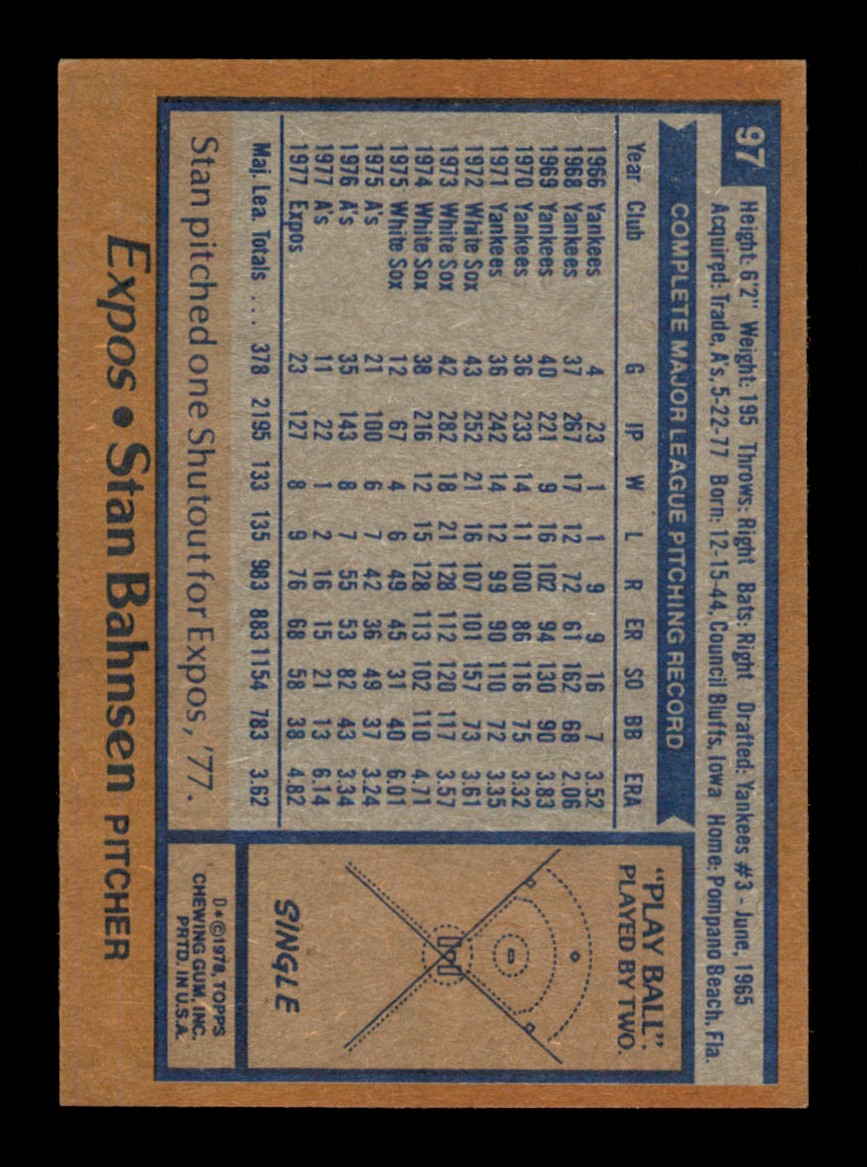 97
Height: 6'2" Weight: 195 Throws: Right Bats: Right Drafted: Yankees #3 - June, 1965
Acquired: Trade, A's, 5-22-77 Born: 12-15-44, Council Bluffs, Iowa Home: Pompano Beach, Fla.
COMPLETE MAJOR LEAGUE PITCHING RECORD
Year Club G IP W L R ER SO BB ERA
1966 Yankees 4 23 1 1 9 9 16 7 3.52
1968 Yankees 37 267 17 12 72 61 162 68 2.06
1969 Yankees 40 221 9 16 102 94 130 90 3.83
1970 Yankees 36 233 14 11 100 86 116 75 3.32
1971 Yankees 36 242 14 12 99 90 110 72 3.35
1972 White Sox 43 252 21 16 107 101 157 73 3.61
1973 White Sox 42 282 18 21 128 112 120 117 3.57
1974 White Sox 38 216 12 15 128 113 102 110 4.71
1975 White Sox 12 67 4 6 49 45 31 40 6.01
1975 A's 21 100 6 7 42 36 49 37 3.24
1976 A's 35 143 8 7 55 53 82 43 3.34
1977 A's 11 22 1 2 16 15 21 13 6.14
1977 Expos 23 127 8 9 76 68 58 38 4.82
Maj. Lea. Totals . . . 378 2195 133 135 983 883 1154 783 3.62
Stan pitched one Shutout for Expos, '77.
"PLAY BALL"
PLAYED BY TWO.
SINGLE
D*©1978, TOPPS
CHEWING GUM, INC.
PRTD. IN U.S.A.
Expos • Stan Bahnsen PITCHER